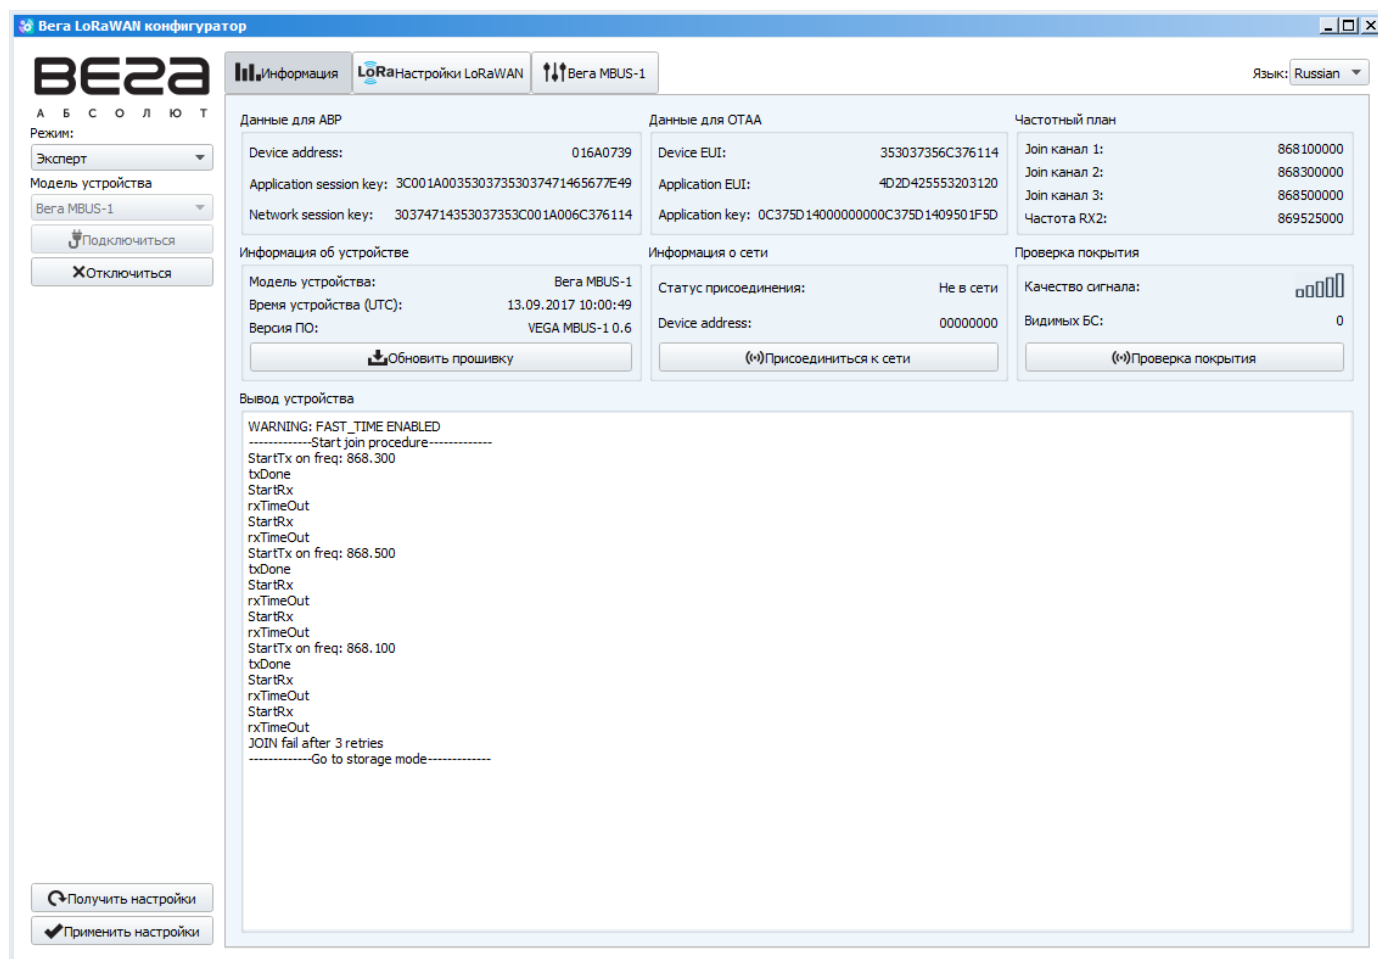 Вега LoRaWAN конфигуратор
ВЕГА
АБСОЛЮТ
Режим:
Эксперт
Модель устройства
Вега MBUS-1
Подключиться
Отключиться
Информация
LoRa Настройки LoRaWAN
Вега MBUS-1
Язык: Russian
Данные для ABP
Device address: 016A0739
Application session key: 3C001A00353037353037471465677E49
Network session key: 30374714353037353C001A006C376114
Данные для OTAA
Device EUI: 353037356C376114
Application EUI: 4D2D425553203120
Application key: 0C375D14000000000C375D1409501F5D
Частотный план
Join канал 1: 868100000
Join канал 2: 868300000
Join канал 3: 868500000
Частота RX2: 869525000
Информация об устройстве
Модель устройства: Вега MBUS-1
Время устройства (UTC): 13.09.2017 10:00:49
Версия ПО: VEGA MBUS-1 0.6
Обновить прошивку
Информация о сети
Статус присоединения: Не в сети
Device address: 00000000
Присоединиться к сети
Проверка покрытия
Качество сигнала:
Видимых БС: 0
Проверка покрытия
Вывод устройства
WARNING: FAST_TIME ENABLED
-------------Start join procedure-------------
StartTx on freq: 868.300
txDone
StartRx
rxTimeOut
StartRx
rxTimeOut
StartTx on freq: 868.500
txDone
StartRx
rxTimeOut
StartRx
rxTimeOut
StartTx on freq: 868.100
txDone
StartRx
rxTimeOut
StartRx
rxTimeOut
JOIN fail after 3 retries
-------------Go to storage mode-------------
Получить настройки
Применить настройки